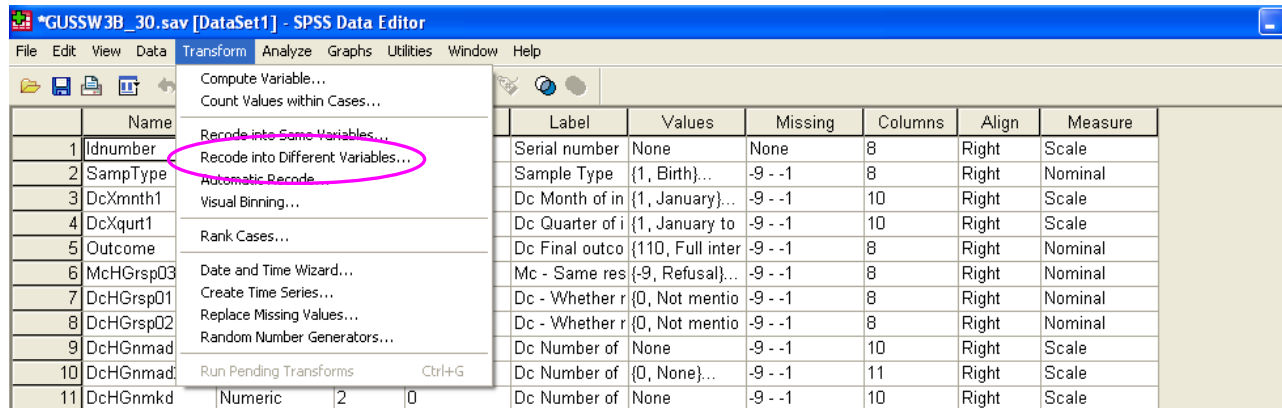 *GUSSW3B_30.sav [DataSet1] - SPSS Data Editor
File Edit View Data Transform Analyze Graphs Utilities Window Help
Compute Variable...
Count Values within Cases...
Recode into Same Variables...
Recode into Different Variables...
Automatic Recode...
Visual Binning...
Rank Cases...
Date and Time Wizard...
Create Time Series...
Replace Missing Values...
Random Number Generators...
Run Pending Transforms Ctrl+G
Name Label Values Missing Columns Align Measure
1 Idnumber Serial number None None 8 Right Scale
2 SampType Sample Type {1, Birth}... -9 - -1 8 Right Nominal
3 DcXmnth1 Dc Month of in {1, January}... -9 - -1 10 Right Scale
4 DcXqurt1 Dc Quarter of i {1, January to -9 - -1 10 Right Scale
5 Outcome Dc Final outco {110, Full inter -9 - -1 8 Right Nominal
6 McHGrsp03 Mc - Same res {-9, Refusal}... -9 - -1 8 Right Nominal
7 DcHGrsp01 Dc - Whether r {0, Not mentio -9 - -1 8 Right Nominal
8 DcHGrsp02 Dc - Whether r {0, Not mentio -9 - -1 8 Right Nominal
9 DcHGnmad Dc Number of None -9 - -1 10 Right Scale
10 DcHGnmad Dc Number of {0, None}... -9 - -1 11 Right Scale
11 DcHGnmkd Numeric 2 0 Dc Number of None -9 - -1 10 Right Scale